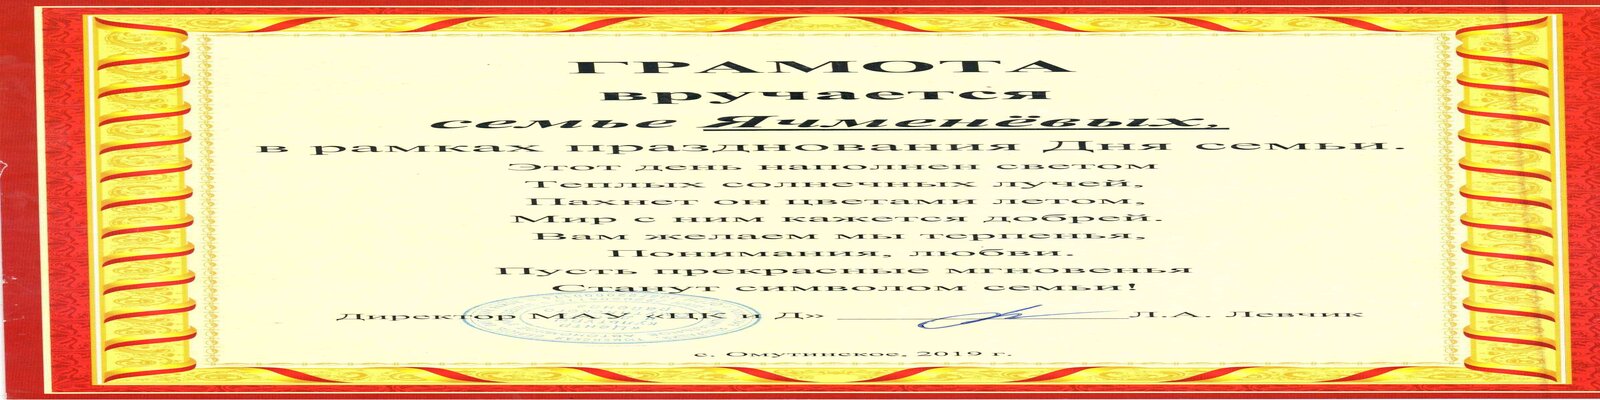 ГРАМОТА
вручается
семье Ячменёвых,
в рамках празднования Дня семьи.
Этот день наполнен светом
Теплых солнечных лучей,
Пахнет он цветами летом,
Мир с ним кажется добрей.
Вам желаем мы терпенья,
Понимания, любви.
Пусть прекрасные мгновенья
Станут символом семьи!
Директор МАУ «ЦК и Д» Л.А. Левчик
с. Омутинское, 2019 г.